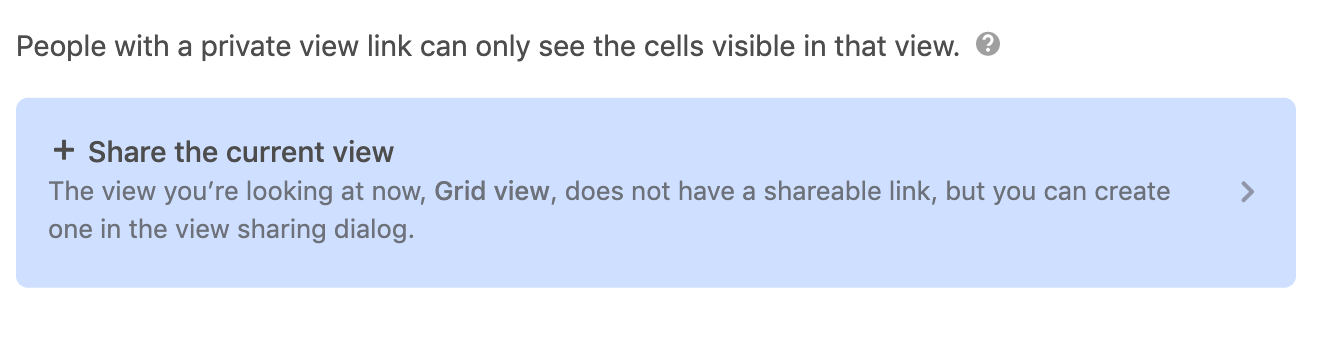 People with a private view link can only see the cells visible in that view. ?
+ Share the current view
The view you’re looking at now, Grid view, does not have a shareable link, but you can create
one in the view sharing dialog.